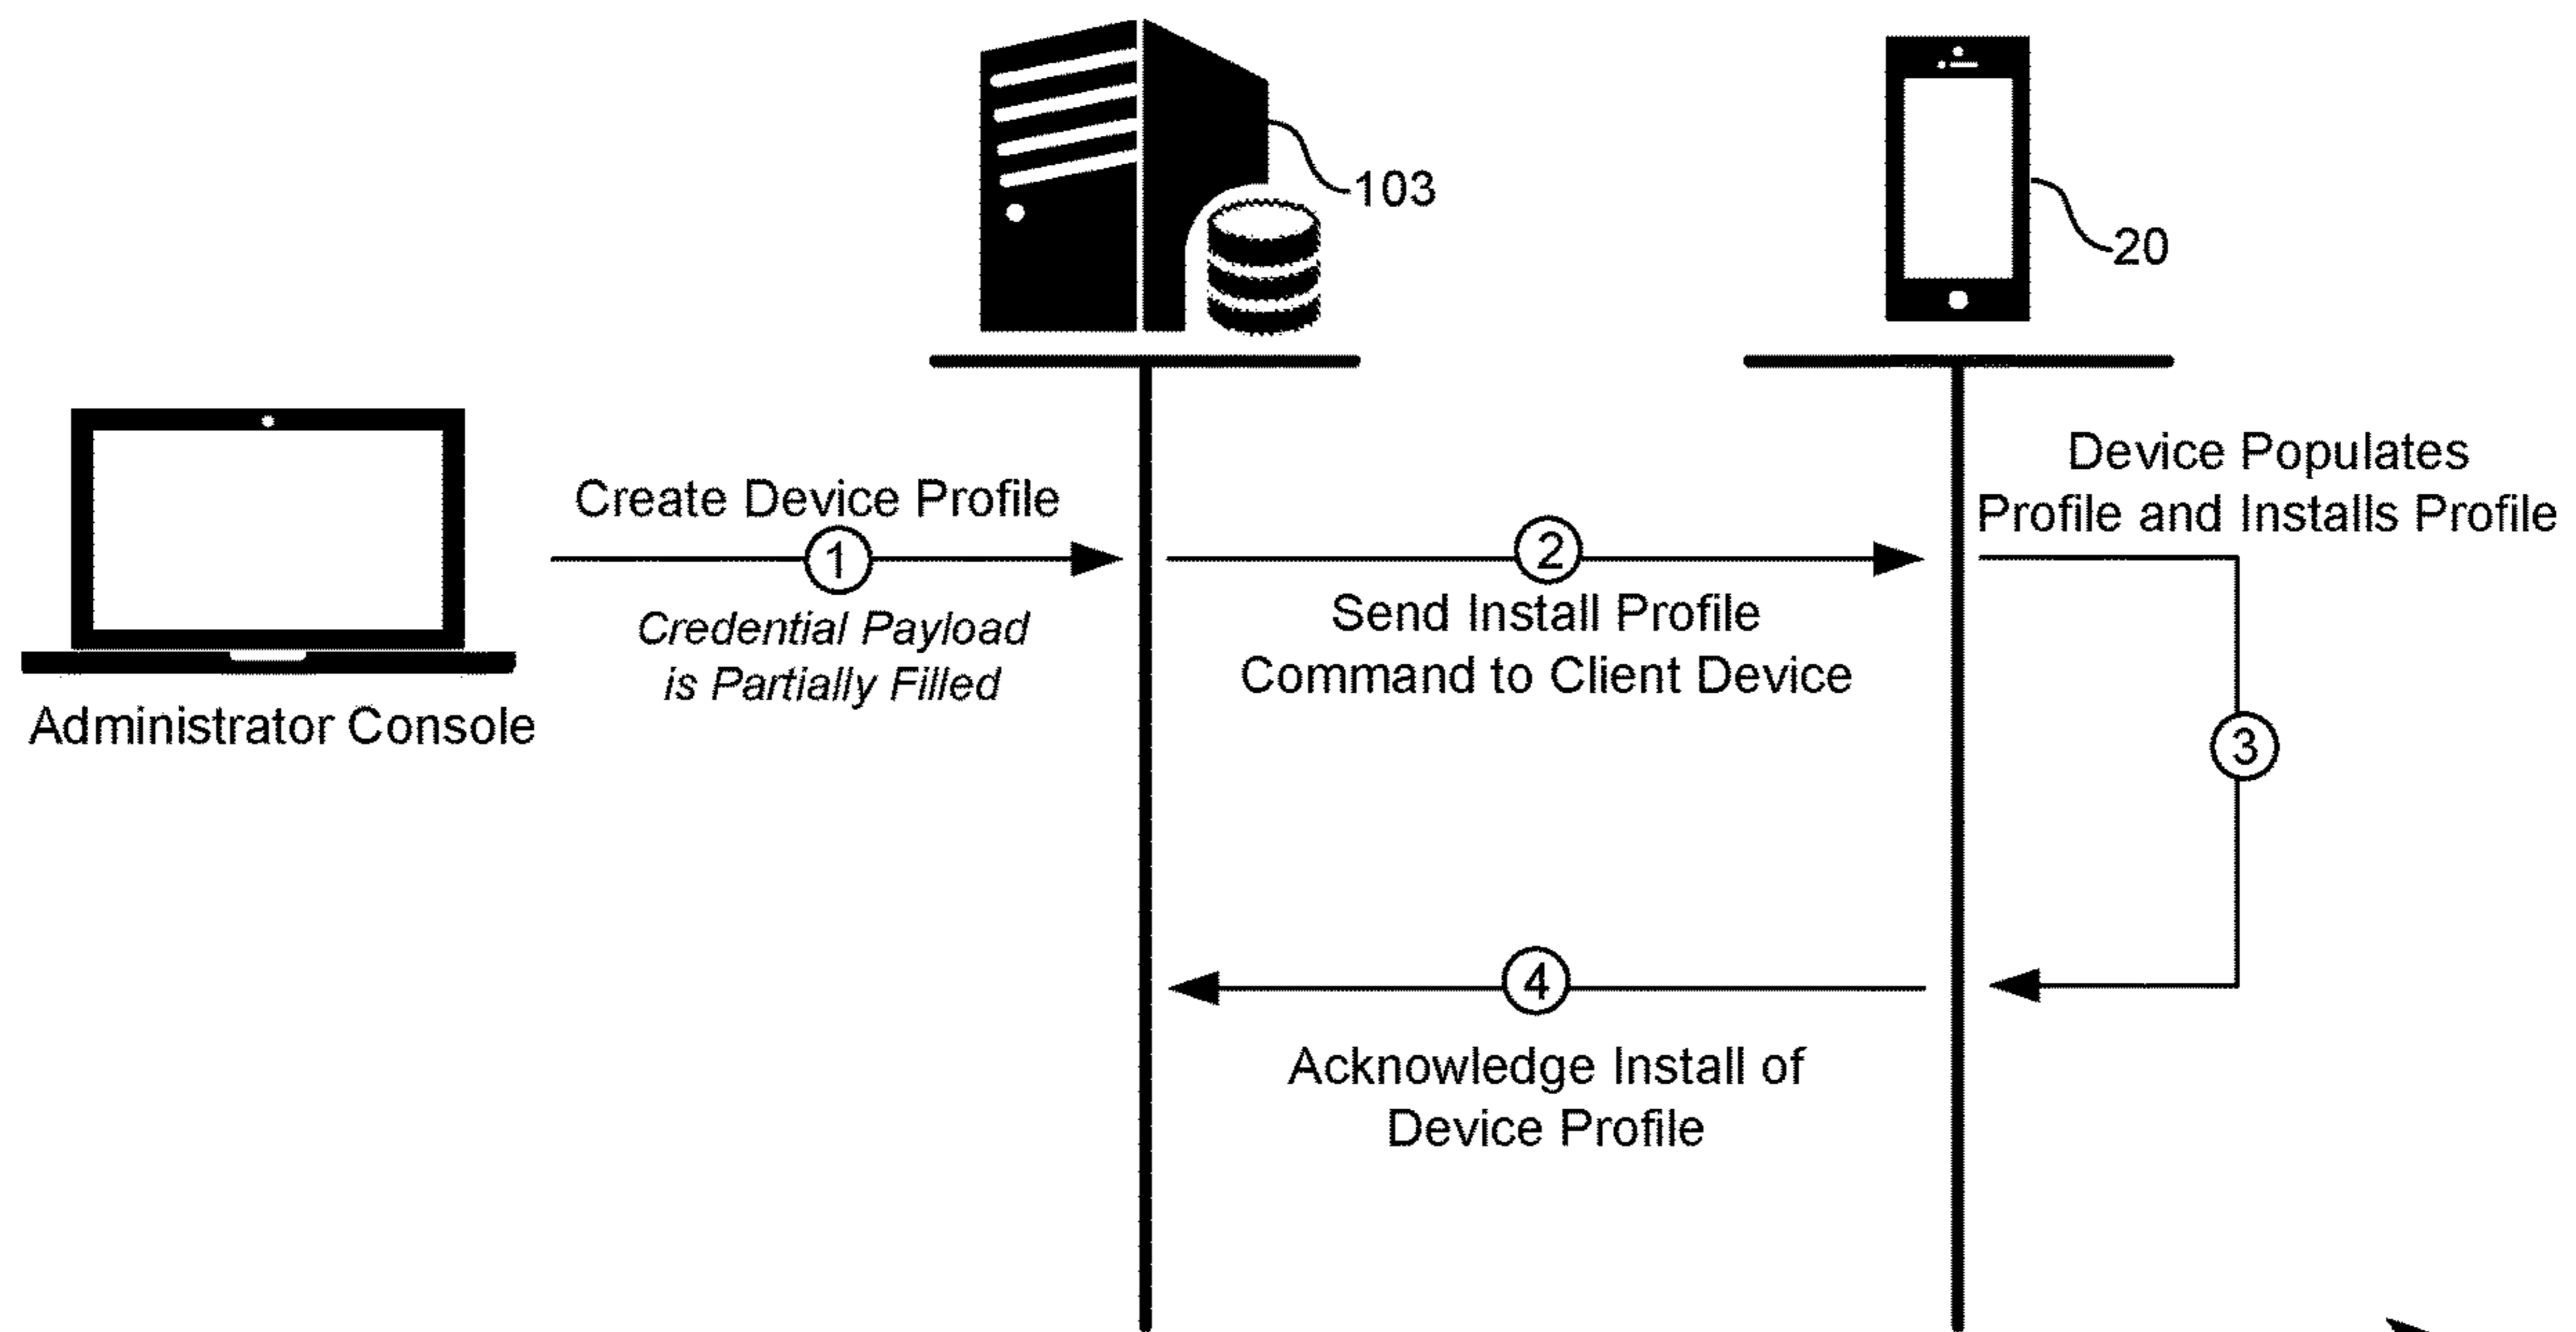 103
20
Device Populates
Profile and Installs Profile
Create Device Profile
1
Credential Payload
is Partially Filled
2
Send Install Profile
Command to Client Device
Administrator Console
3
4
Acknowledge Install of
Device Profile